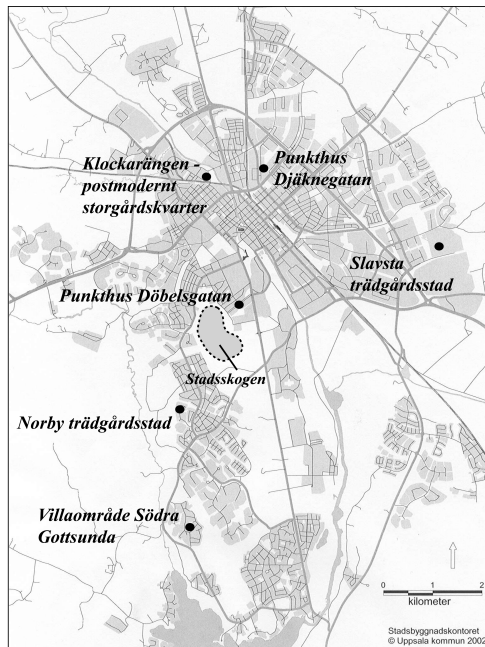 Klockarängen -
postmodernt
storgårdskvarter
Punkthus
Djäknegatan
Slavsta
trädgårdsstad
Punkthus Döbelsgatan
Stadsskogen
Norby trädgårdsstad
Villaområde Södra
Gottsunda
0 1 2
kilometer
Stadsbyggnadskontoret
© Uppsala kommun 2002